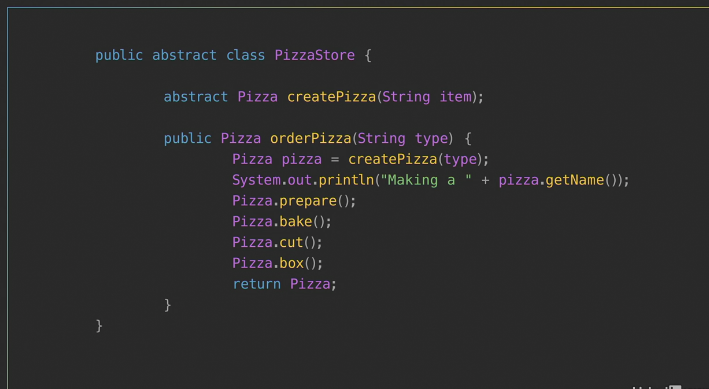 public abstract class PizzaStore {
abstract Pizza createPizza(String item);
public Pizza orderPizza(String type) {
Pizza pizza = createPizza(type);
System.out.println("Making a " + pizza.getName());
Pizza.prepare();
Pizza.bake();
Pizza.cut();
Pizza.box();
return Pizza;
}
}